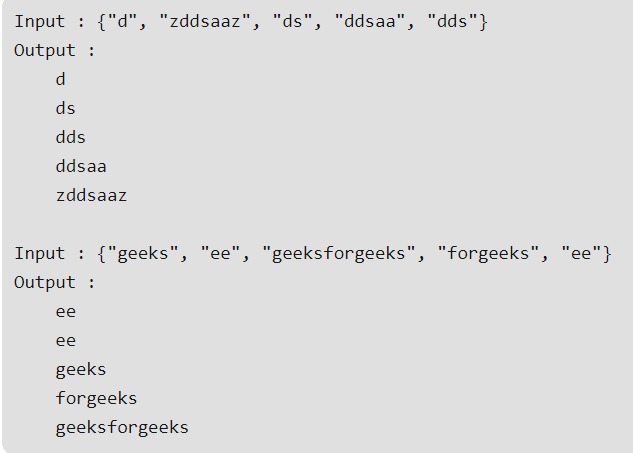 Input : {"d", "zddsaaz", "ds", "ddsaa", "dds"}
Output :
d
ds
dds
ddsaa
zddsaaz
Input : {"geeks", "ee", "geeksforgeeks", "forgeeks", "ee"}
Output :
ee
ee
geeks
forgeeks
geeksforgeeks